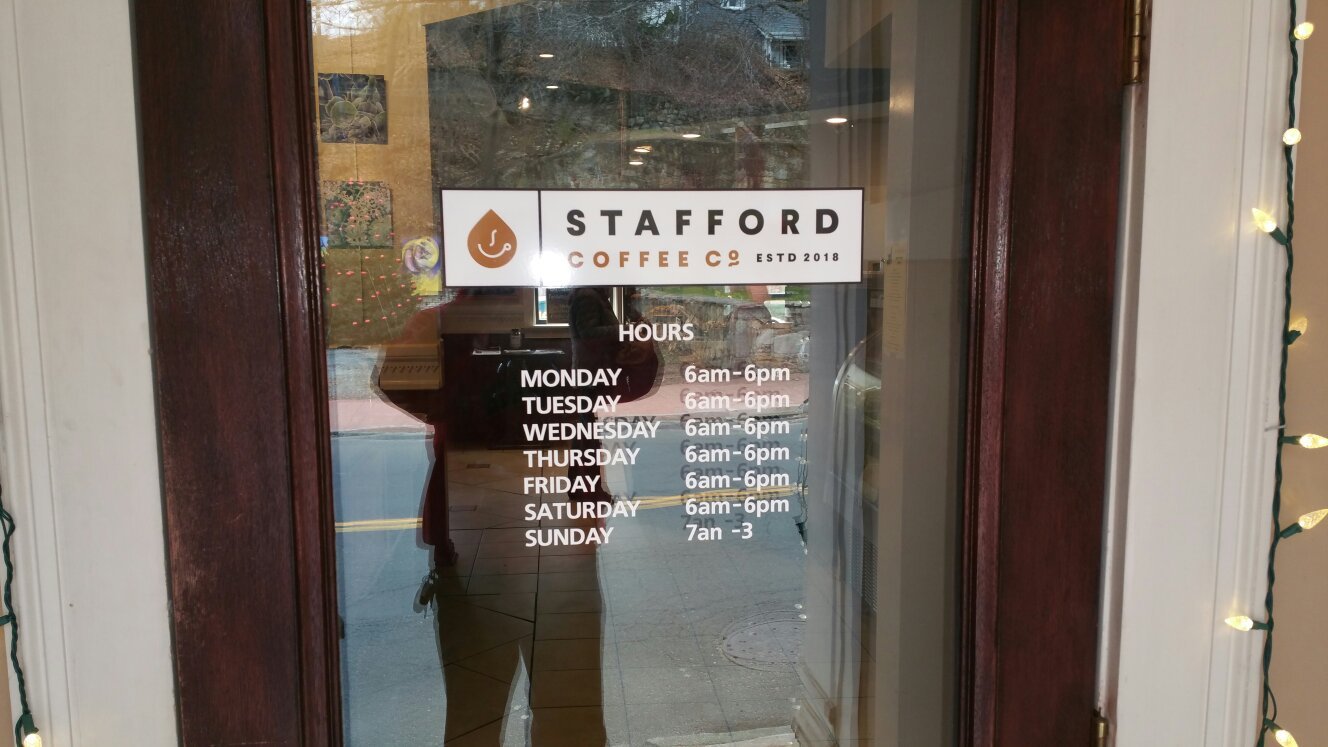 STAFFORD
COFFEE Co ESTD 2018
HOURS
MONDAY 6am-6pm
TUESDAY 6am-6pm
WEDNESDAY 6am-6pm
THURSDAY 6am-6pm
FRIDAY 6am-6pm
SATURDAY 6am-6pm
SUNDAY 7an -3